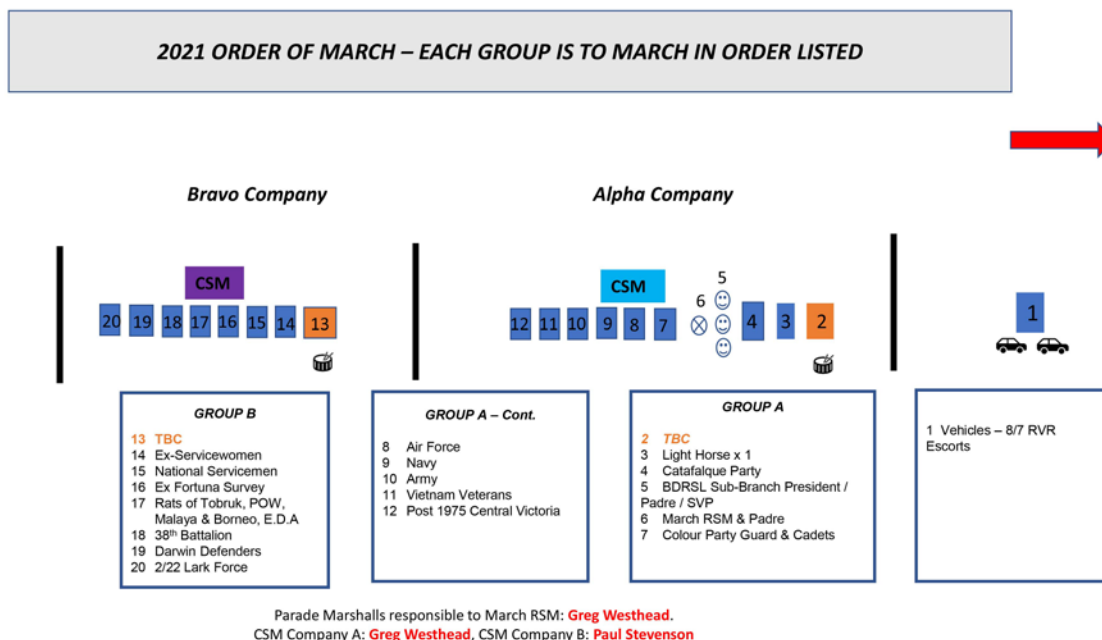 2021 ORDER OF MARCH – EACH GROUP IS TO MARCH IN ORDER LISTED
Bravo Company
Alpha Company
CSM
CSM
5
6
20 19 18 17 16 15 14 13
12 11 10 9 8 7
4 3 2
1
GROUP B
13 TBC
14 Ex-Servicewomen
15 National Servicemen
16 Ex Fortuna Survey
17 Rats of Tobruk, POW,
Malaya & Borneo, E.D.A
18 38th Battalion
19 Darwin Defenders
20 2/22 Lark Force
GROUP A – Cont.
8 Air Force
9 Navy
10 Army
11 Vietnam Veterans
12 Post 1975 Central Victoria
GROUP A
2 TBC
3 Light Horse x 1
4 Catafalque Party
5 BDRSL Sub-Branch President /
Padre / SVP
6 March RSM & Padre
7 Colour Party Guard & Cadets
1 Vehicles – 8/7 RVR
Escorts
Parade Marshalls responsible to March RSM: Greg Westhead.
CSM Company A: Greg Westhead, CSM Company B: Paul Stevenson